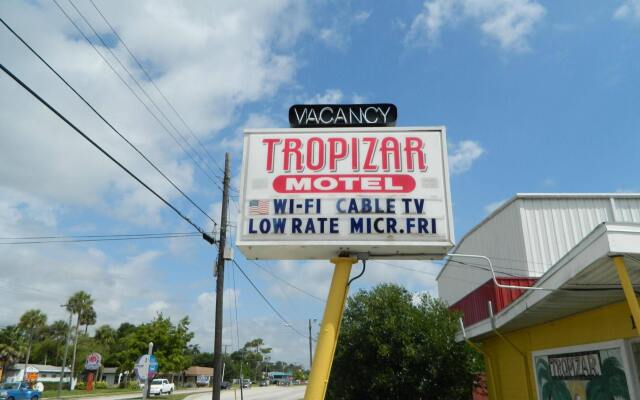 VACANCY
TROPIZAR
MOTEL
WI-FI CABLE TV
LOW RATE MICR.FRI
TROPIZAR